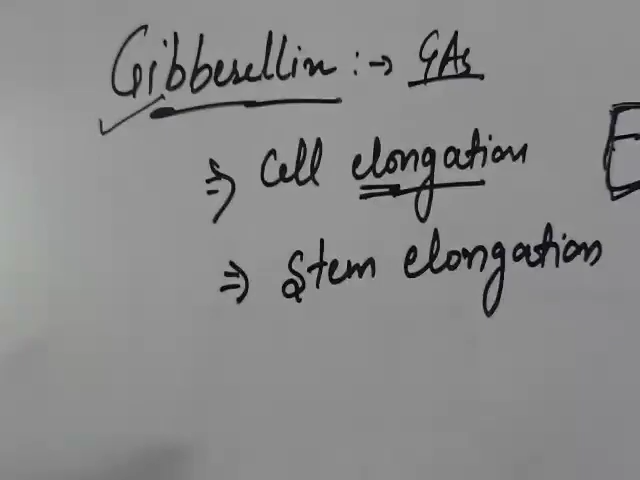 Gibberellin :→ GAs
⇒ Cell elongation
⇒ Stem elongation